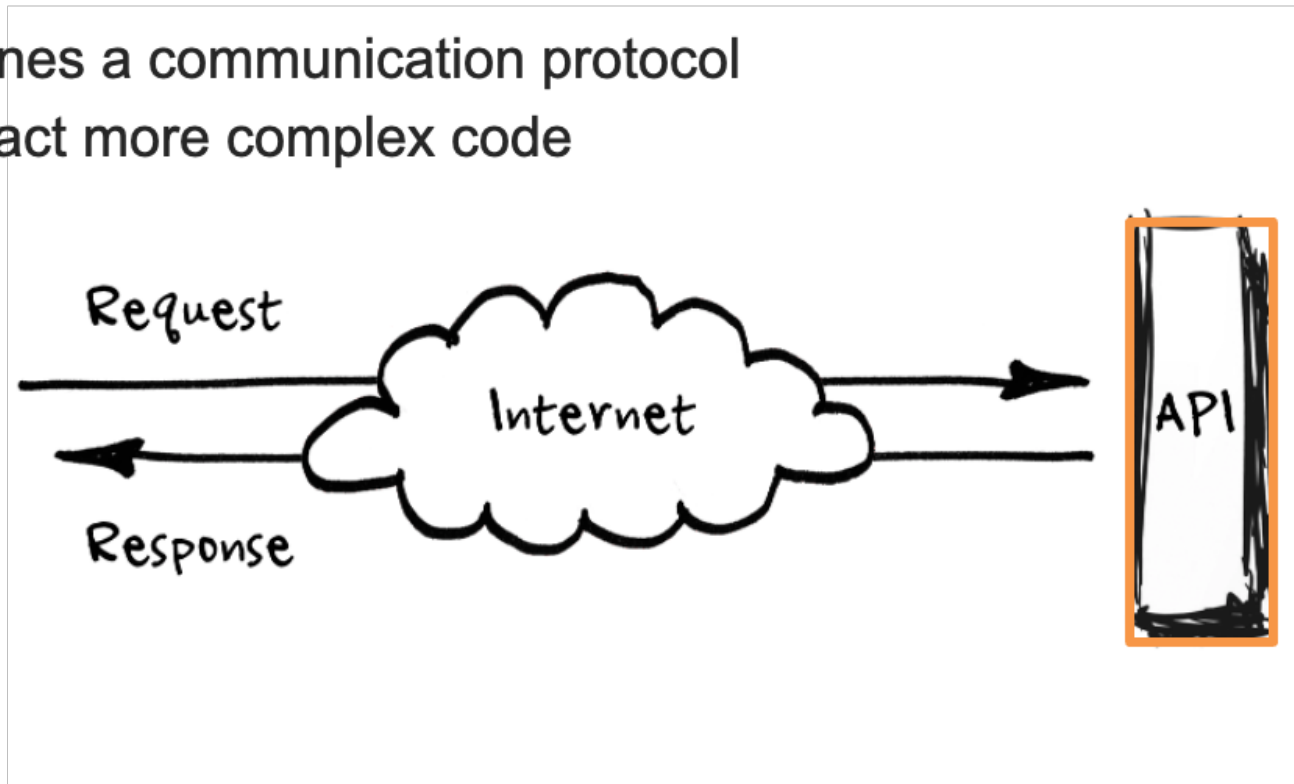 nes a communication protocol
act more complex code
Request
Internet
API
Response